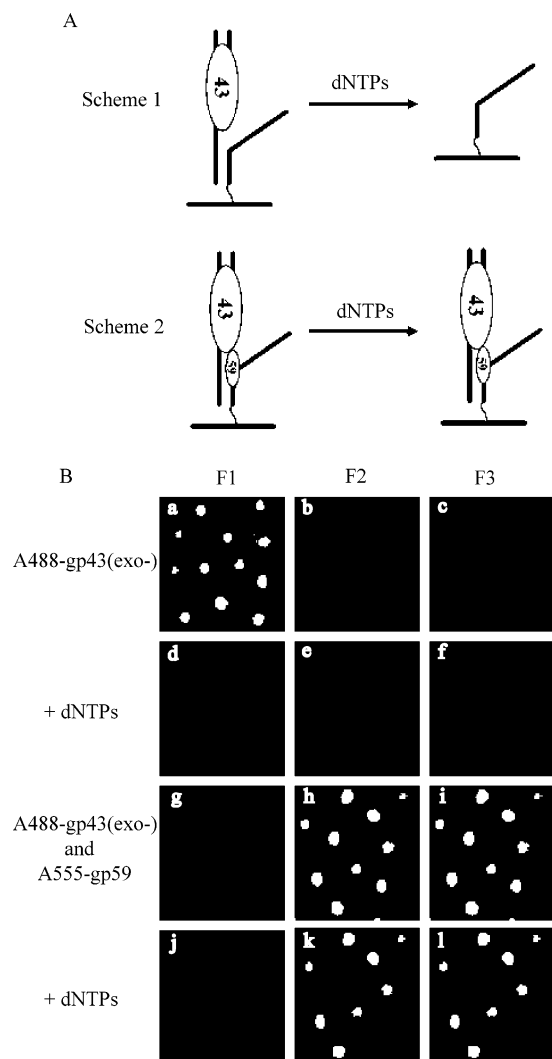 A
Scheme 1
43
dNTPs
Scheme 2
43
59
dNTPs
43
59
B
F1
F2
F3
A488-gp43(exo-)
a
b
c
+ dNTPs
d
e
f
A488-gp43(exo-)
and
A555-gp59
g
h
i
+ dNTPs
j
k
l